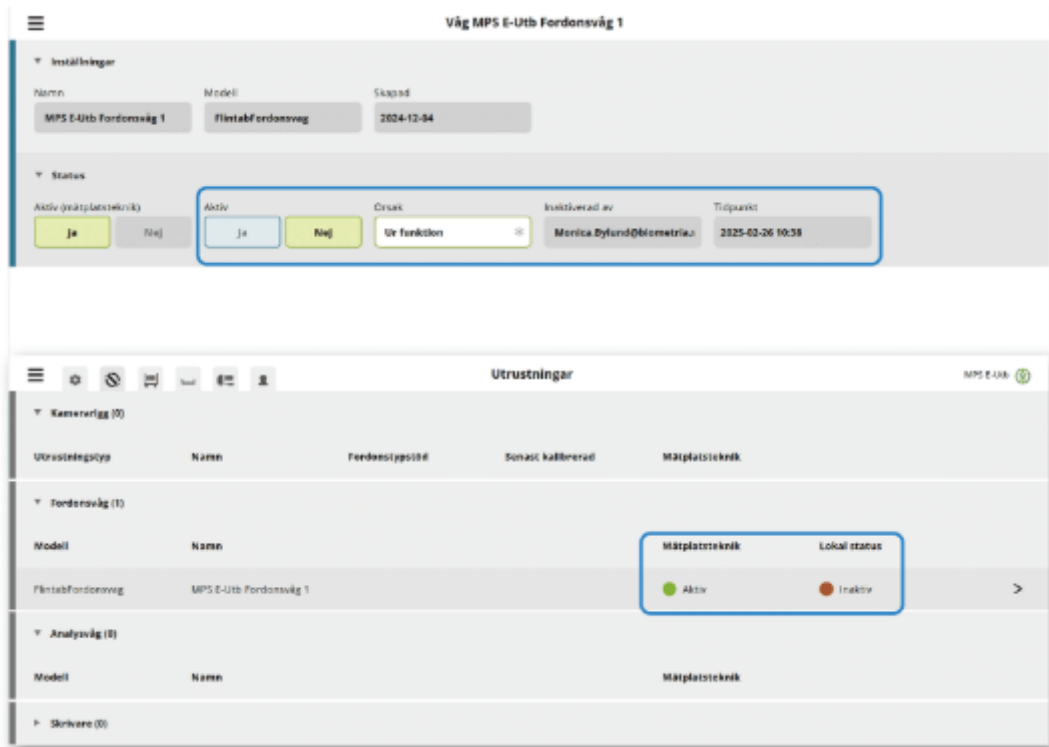 Våg MPS E-Utb Fordonsvåg 1
Inställningar
Namn Modell Skapad
MPS E-Utb Fordonsvåg 1 FlintabFordonsvag 2024-12-04
Status
Aktiv (mätplatsteknik) Aktiv Orsak Inaktiverad av Tidpunkt
Ja Nej Ja Nej Ur funktion Monica.Bylund@biometria. 2025-02-26 10:38
Utrustningar MPS E-Utb
Kamerarigg (0)
Utrustningstyp Namn Fordonstypstöd Senast kalibrerad Mätplatsteknik
Fordonsvåg (1)
Modell Namn Mätplatsteknik Lokal status
FlintabFordonsvag MPS E-Utb Fordonsvåg 1 Aktiv Inaktiv
Analysvåg (0)
Modell Namn Mätplatsteknik
Skrivare (0)